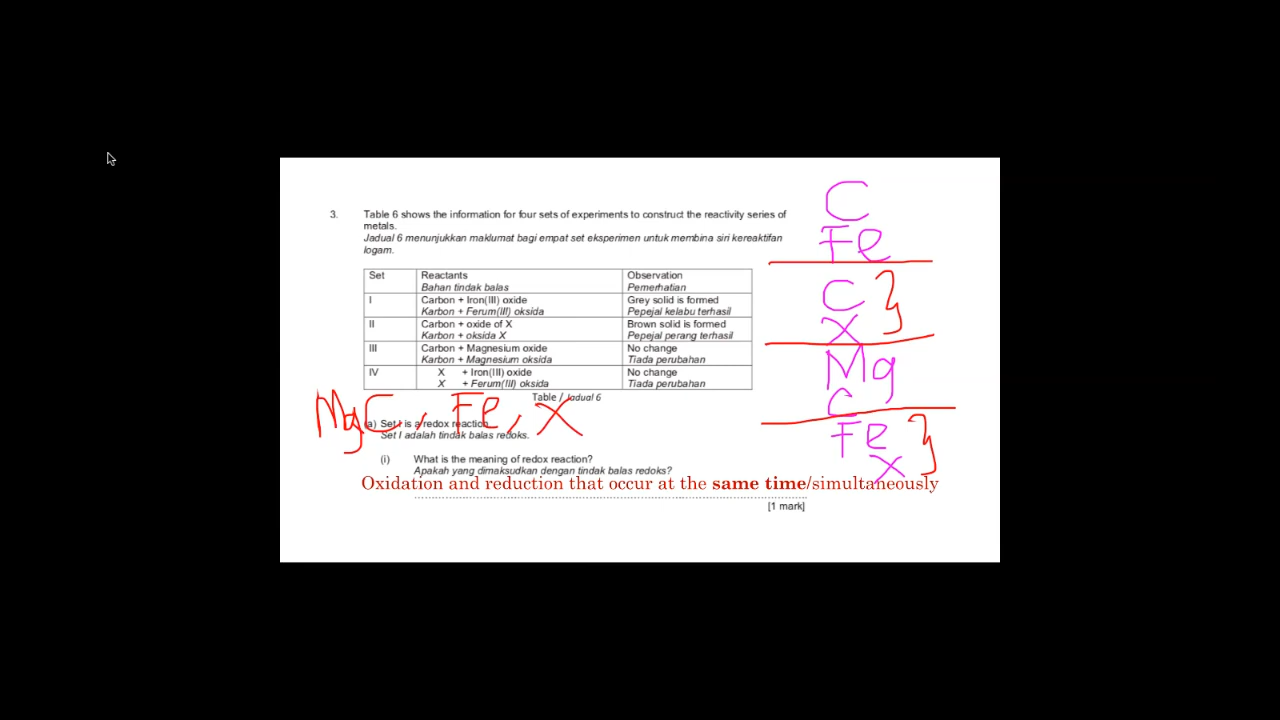 3. Table 6 shows the information for four sets of experiments to construct the reactivity series of
metals.
Jadual 6 menunjukkan maklumat bagi empat set eksperimen untuk membina siri kereaktifan
logam.
Set Reactants Observation
Bahan tindak balas Pemerhatian
I Carbon + Iron(III) oxide Grey solid is formed
Karbon + Ferum(III) oksida Pepejal kelabu terhasil
II Carbon + oxide of X Brown solid is formed
Karbon + oksida X Pepejal perang terhasil
III Carbon + Magnesium oxide No change
Karbon + Magnesium oksida Tiada perubahan
IV X + Iron(III) oxide No change
X + Ferum(III) oksida Tiada perubahan
Table / Jadual 6
MgC, Fe, X
(a) Set I is a redox reaction
Set I adalah tindak balas redoks.
(i) What is the meaning of redox reaction?
Apakah yang dimaksudkan dengan tindak balas redoks?
Oxidation and reduction that occur at the same time/simultaneously
[1 mark]
C
Fe
C
X
Mg
C
Fe
X